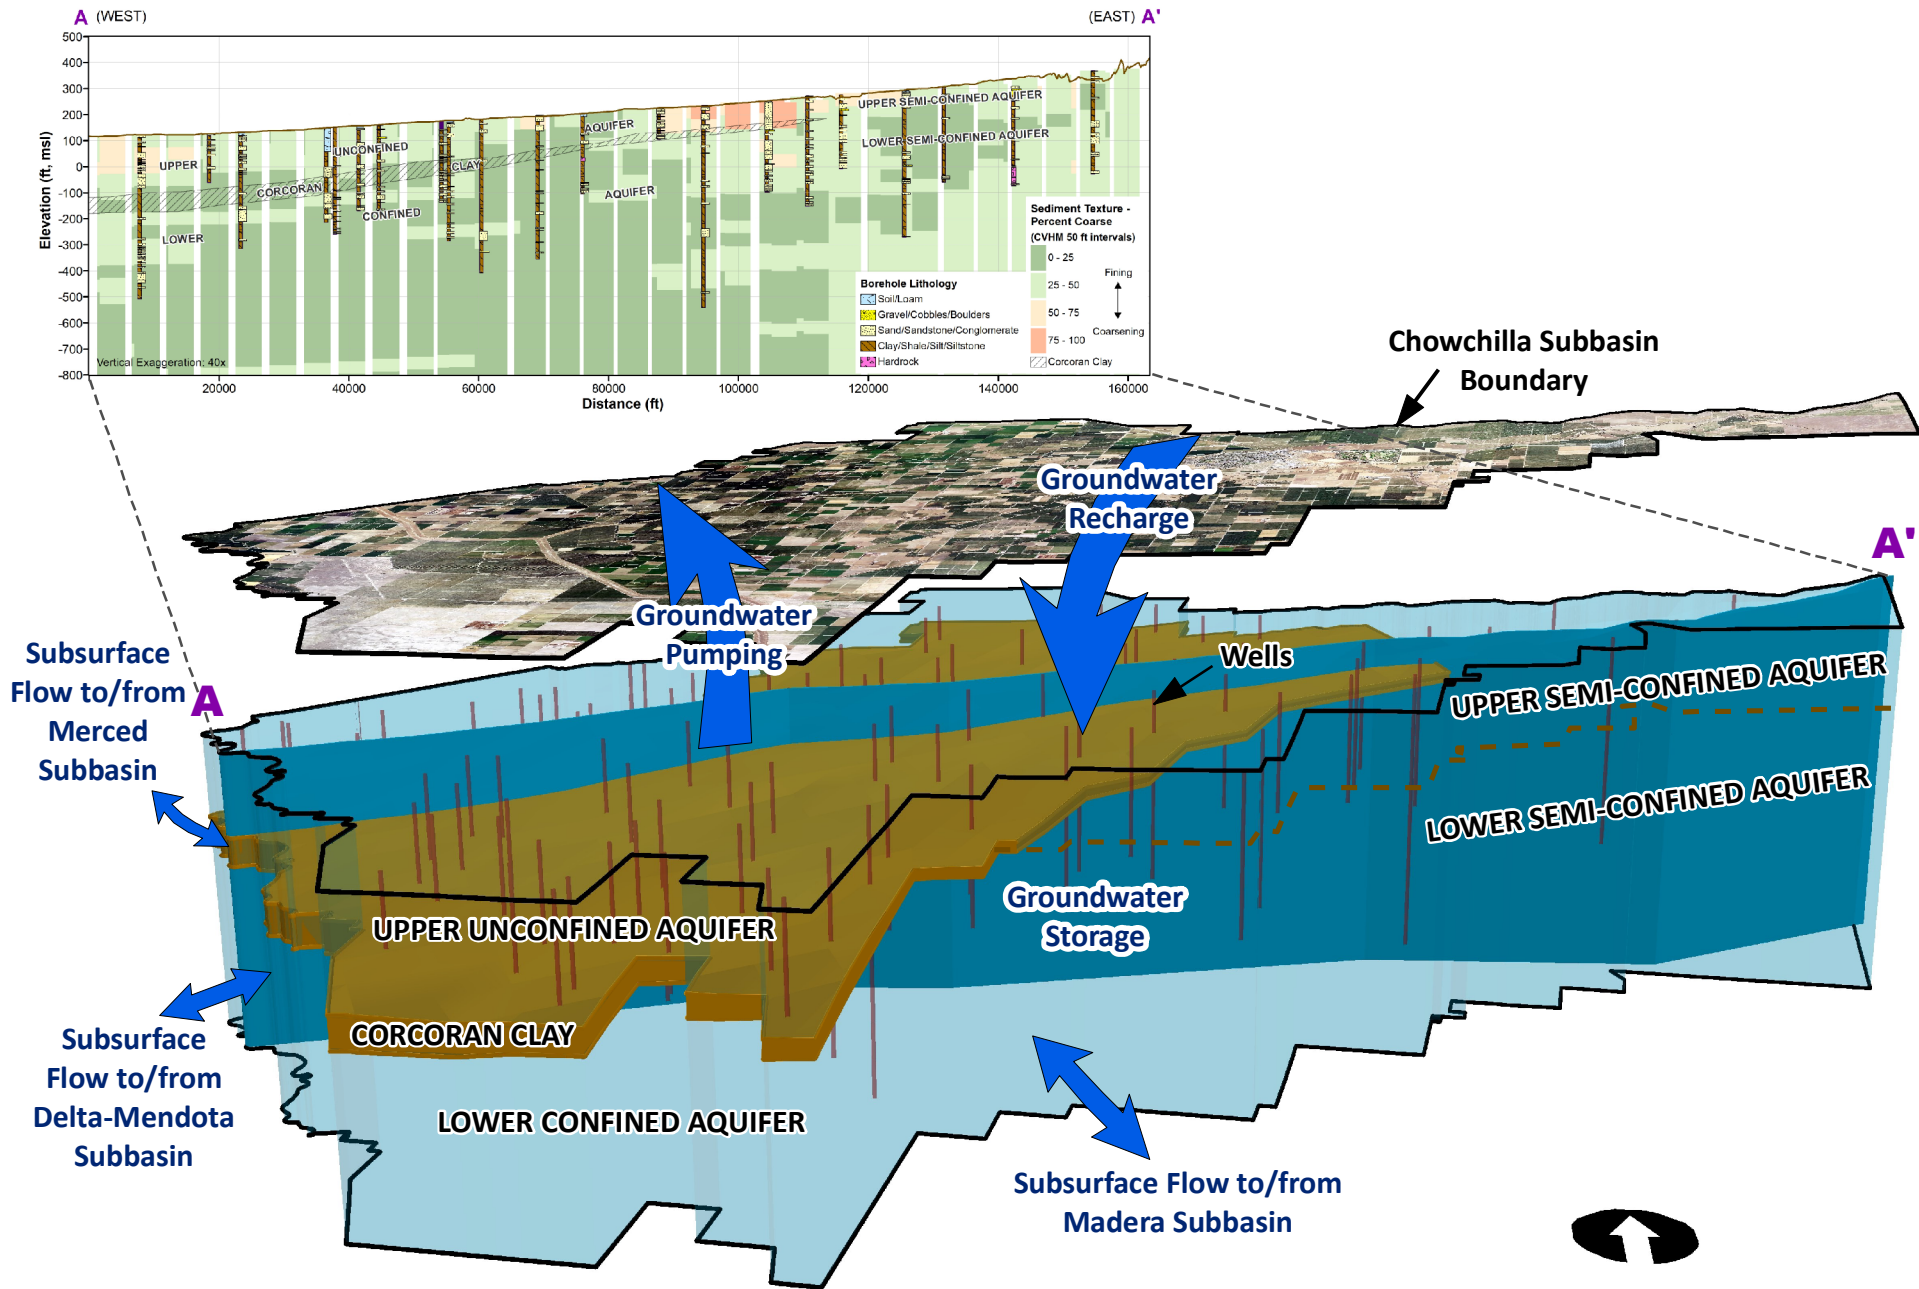 A (WEST)
(EAST) A'
500
400
300
200
100
0
-100
-200
-300
-400
-500
-600
-700
-800
Elevation (ft, msl)
UPPER
UNCONFINED
AQUIFER
UPPER SEMI-CONFINED AQUIFER
LOWER SEMI-CONFINED AQUIFER
CORCORAN
CLAY
LOWER
CONFINED
AQUIFER
Vertical Exaggeration: 40x
Borehole Lithology
Soil/Loam
Gravel/Cobbles/Boulders
Sand/Sandstone/Conglomerate
Clay/Shale/Silt/Siltstone
Hardrock
Sediment Texture -
Percent Coarse
(CVHM 50 ft intervals)
0 - 25
25 - 50
50 - 75
75 - 100
Fining
Coarsening
Corcoran Clay
20000
40000
60000
80000
100000
120000
140000
160000
Distance (ft)
Chowchilla Subbasin
Boundary
Groundwater
Recharge
A'
Groundwater
Pumping
Wells
Subsurface
Flow to/from
Merced
Subbasin
A
UPPER SEMI-CONFINED AQUIFER
LOWER SEMI-CONFINED AQUIFER
Groundwater
Storage
UPPER UNCONFINED AQUIFER
CORCORAN CLAY
Subsurface
Flow to/from
Delta-Mendota
Subbasin
LOWER CONFINED AQUIFER
Subsurface Flow to/from
Madera Subbasin